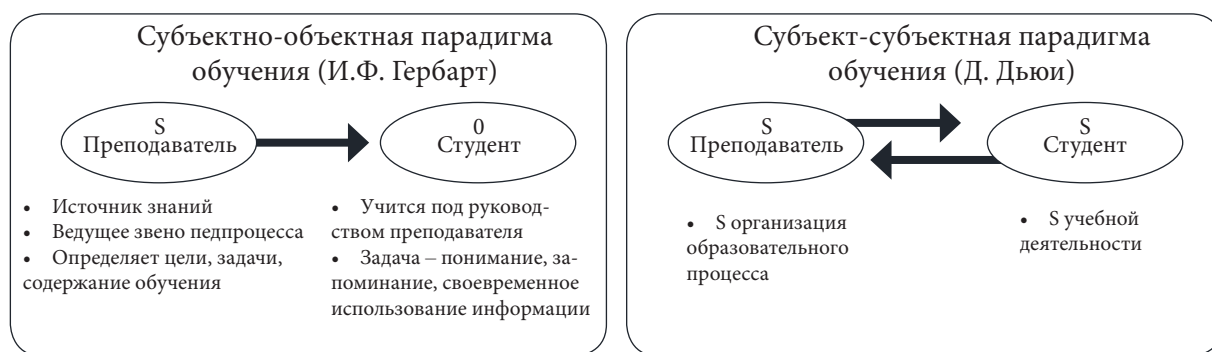 Субъектно-объектная парадигма
обучения (И.Ф. Гербарт)
S
Преподаватель
0
Студент
• Источник знаний
• Ведущее звено педпроцесса
• Определяет цели, задачи,
содержание обучения
• Учится под руковод-
ством преподавателя
• Задача – понимание, за-
поминание, своевременное
использование информации
Субъект-субъектная парадигма
обучения (Д. Дьюи)
S
Преподаватель
S
Студент
• S организация
образовательного
процесса
• S учебной
деятельности